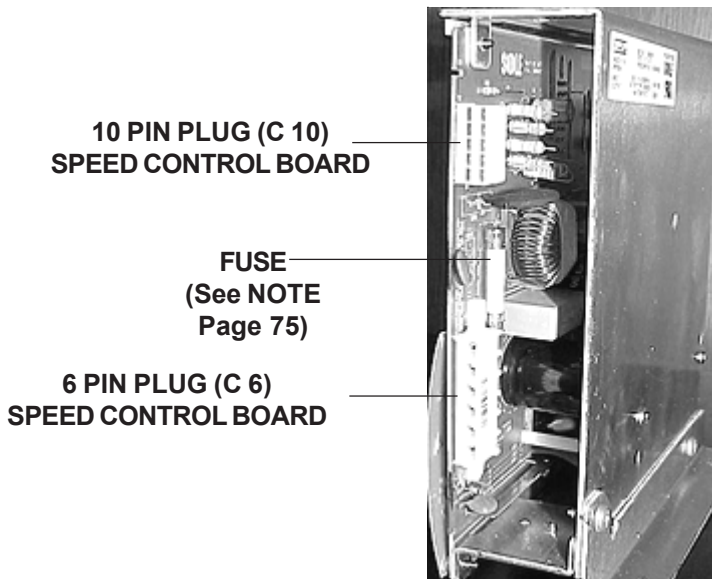 10 PIN PLUG (C 10)
SPEED CONTROL BOARD
FUSE
(See NOTE
Page 75)
6 PIN PLUG (C 6)
SPEED CONTROL BOARD